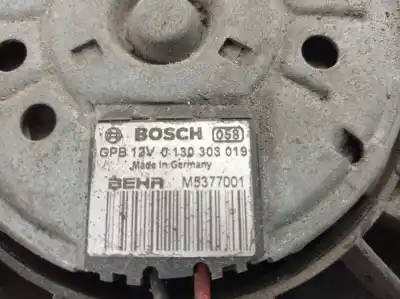 BOSCH 058
GPB 12V 0 130 303 019
Made in Germany
BEHR M5377001